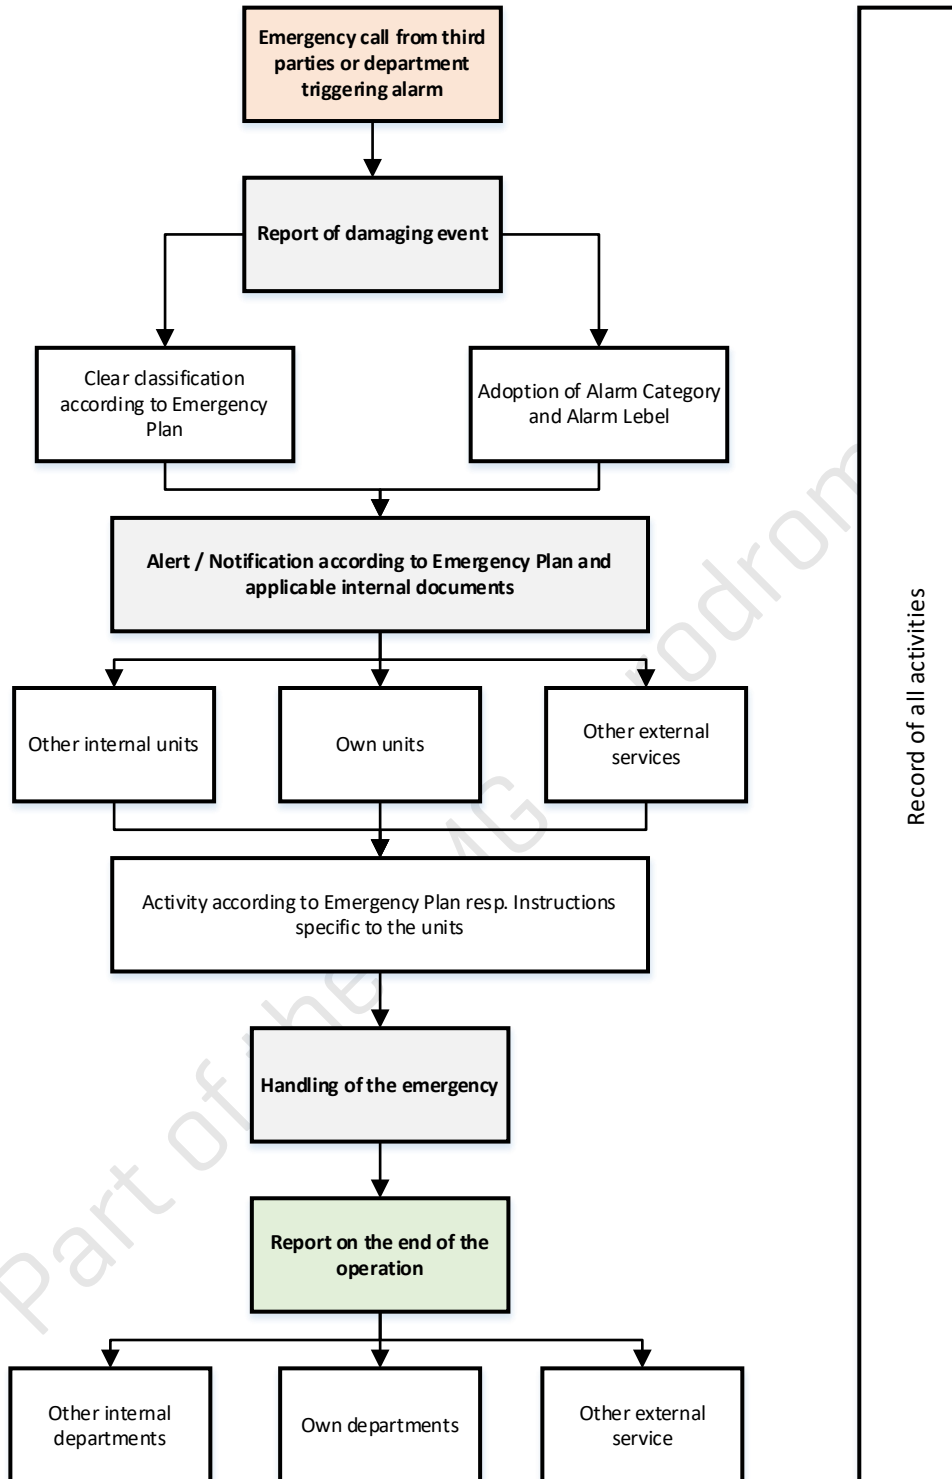 Emergency call from third
parties or department
triggering alarm
Report of damaging event
Clear classification
according to Emergency
Plan
Adoption of Alarm Category
and Alarm Lebel
Alert / Notification according to Emergency Plan and
applicable internal documents
Other internal units
Own units
Other external
services
Activity according to Emergency Plan resp. Instructions
specific to the units
Handling of the emergency
Report on the end of the
operation
Other internal
departments
Own departments
Other external
service
Record of all activities
Part of the